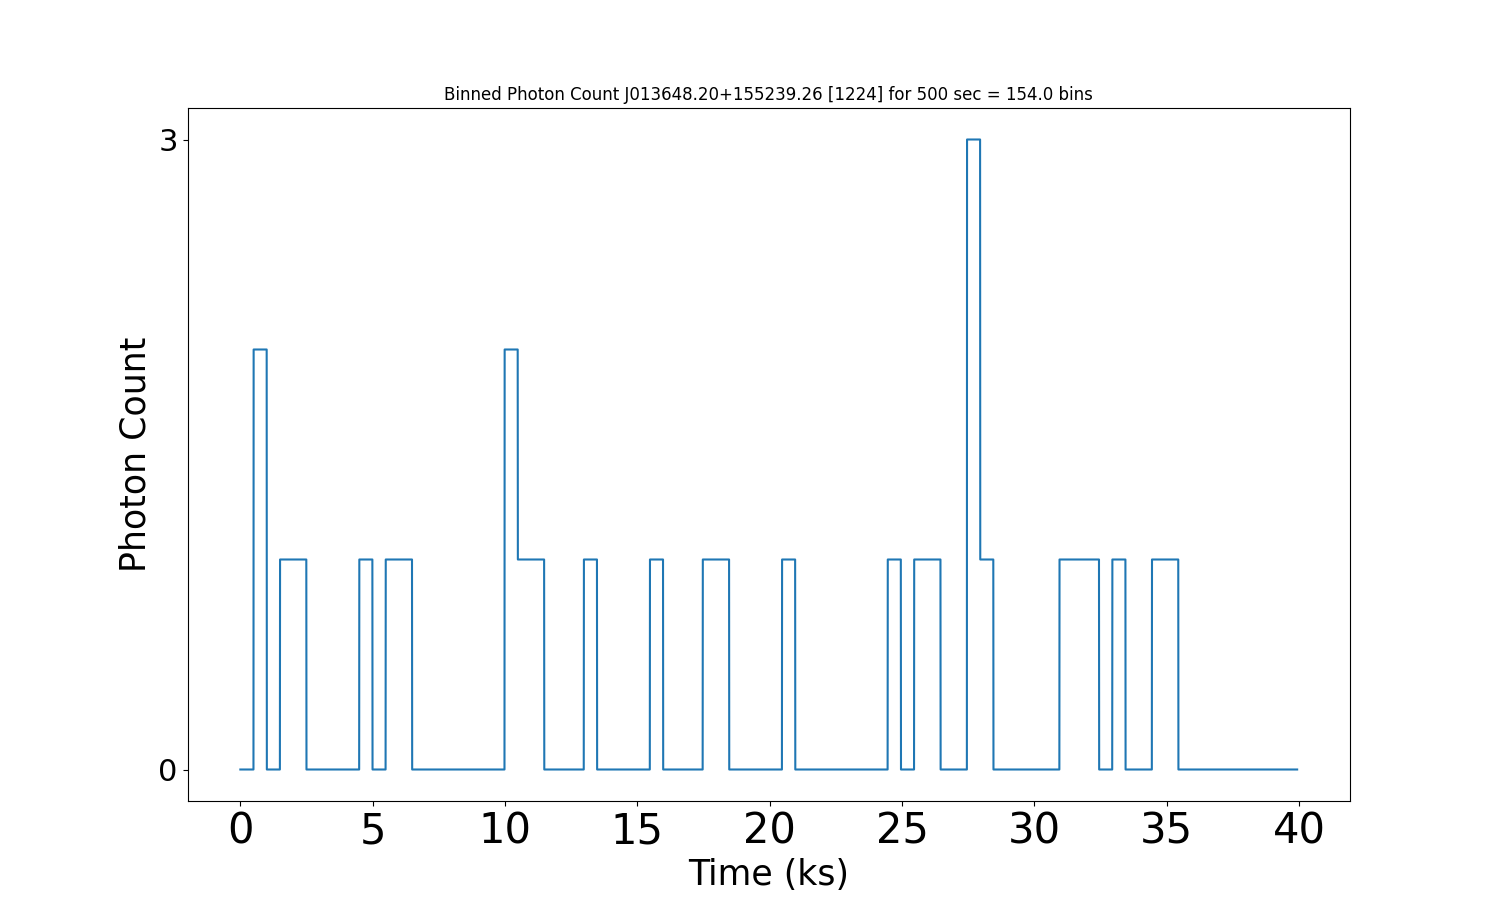 Binned Photon Count J013648.20+155239.26 [1224] for 500 sec = 154.0 bins
3
Photon Count
0
0 5 10 15 20 25 30 35 40
Time (ks)